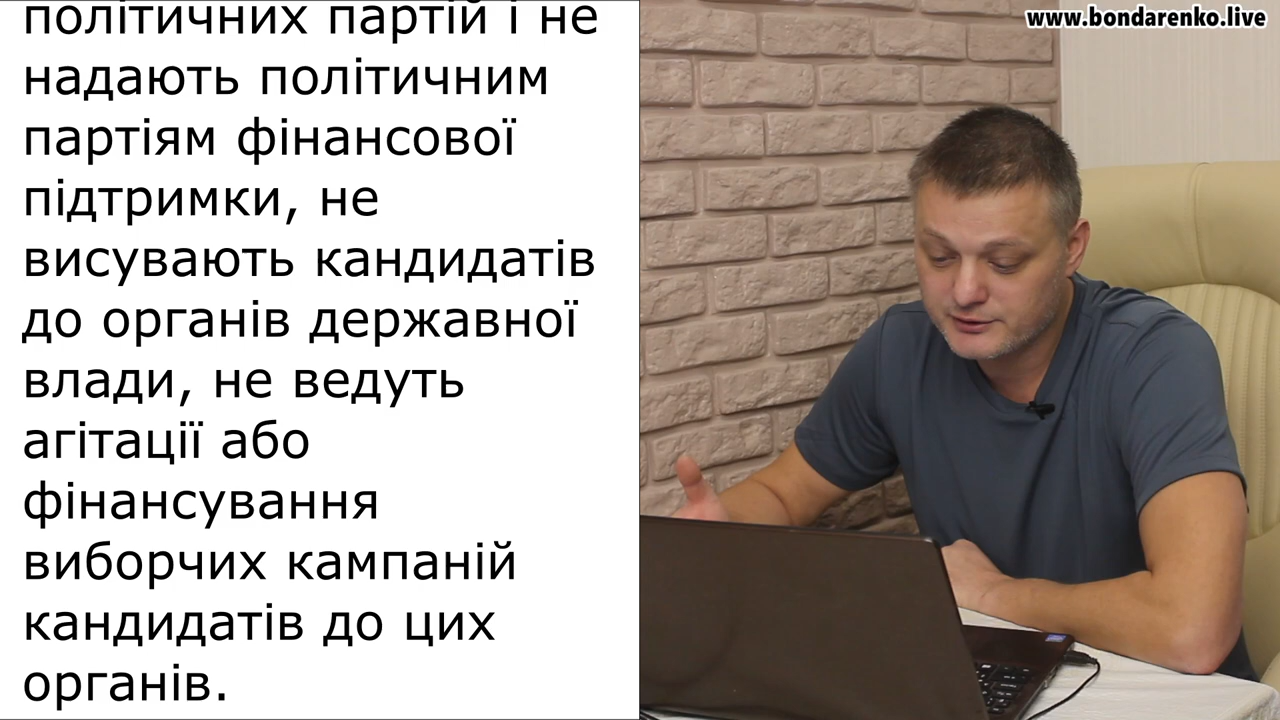 політичних партій і не
надають політичним
партіям фінансової
підтримки, не
висувають кандидатів
до органів державної
влади, не ведуть
агітації або
фінансування
виборчих кампаній
кандидатів до цих
органів.
www.bondarenko.live